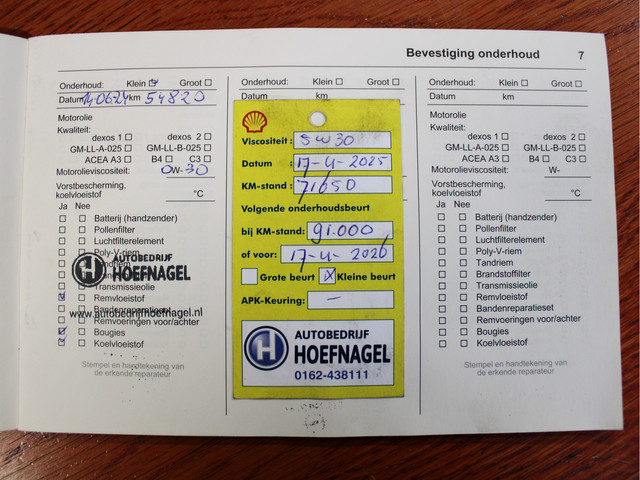 Bevestiging onderhoud 7
Onderhoud: Klein Groot
Datum 14-06-24 km 54820
Motorolie
Kwaliteit:
dexos 1 dexos 2
GM-LL-A-025 GM-LL-B-025
ACEA A3 B4 C3
Motorolieviscositeit: 0W-30
Vorstbescherming,
koelvloeistof °C
Ja Nee
Batterij (handzender)
Pollenfilter
Luchtfilterelement
Poly-V-riem
Tandriem
Transmissieolie
Remvloeistof
Bandenreparatieset
Remvoeringen voor/achter
Bougies
Koelvloeistof
H AUTOBEDRIJF
HOEFNAGEL
www.autobedrijfhoefnagel.nl
Stempel en handtekening van
de erkende reparateur
Onderhoud: Klein Groot
Datum km
Viscositeit : 5W30
Datum : 17-4-2025
KM-stand : 71650
Volgende onderhoudsbeurt
bij KM-stand: 91.000
of voor: 17-4-2026
Grote beurt Kleine beurt
APK-Keuring: -
H AUTOBEDRIJF
HOEFNAGEL
0162-438111
Onderhoud: Klein Groot
Datum km
Motorolie
Kwaliteit:
dexos 1 dexos 2
GM-LL-A-025 GM-LL-B-025
ACEA A3 B4 C3
Motorolieviscositeit: W-
Vorstbescherming,
koelvloeistof °C
Ja Nee
Batterij (handzender)
Pollenfilter
Luchtfilterelement
Poly-V-riem
Tandriem
Brandstoffilter
Transmissieolie
Remvloeistof
Bandenreparatieset
Remvoeringen voor/achter
Bougies
Koelvloeistof
Stempel en handtekening van
de erkende reparateur